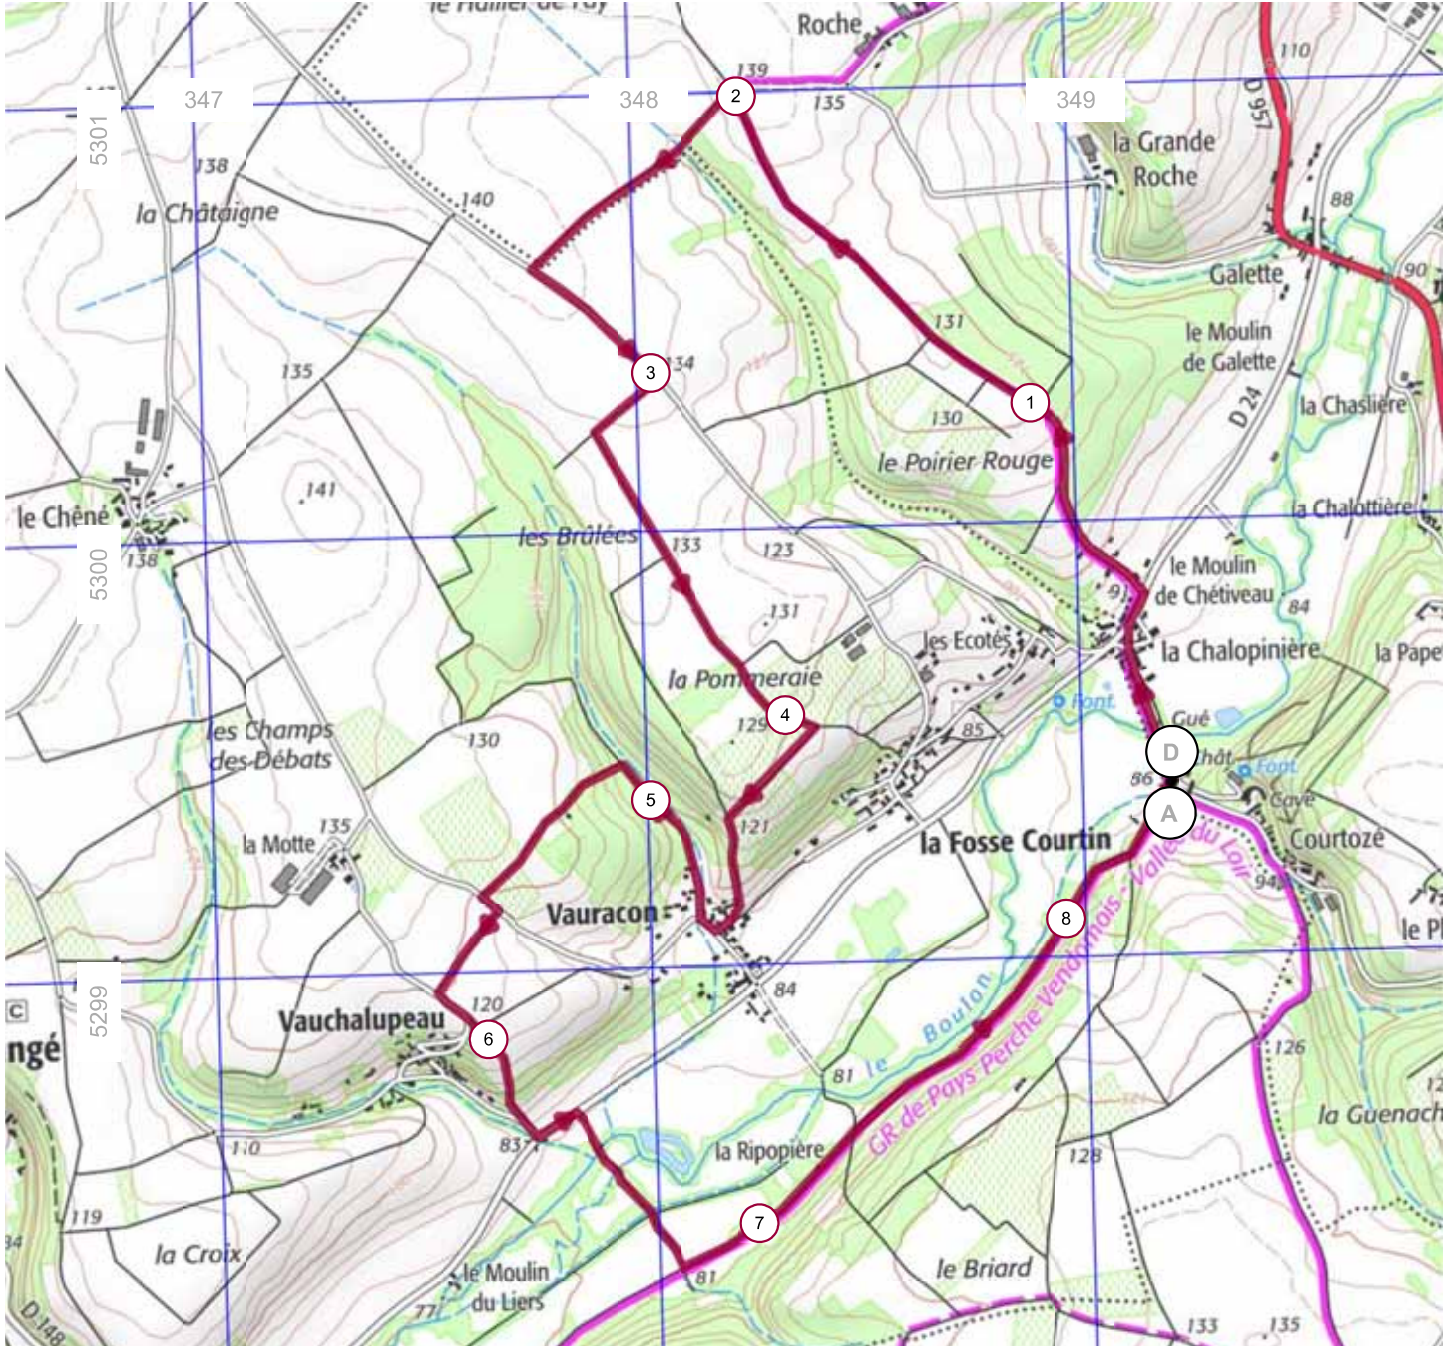 Roche
139
2
110
135
347
348
349
D 957
5301
la Grande
Roche
138
140
88
la Châtaigne
Galette
90
131
le Moulin
de Galette
135
3
134
1
130
la Chaslière
D 24
le Poirier Rouge
141
le Chêné
138
la Chalottière
les Brûlées
133
123
5300
le Moulin
de Chétiveau
84
131
les Ecotés
la Chalopinière
la Pape
la Pommeraie
Font.
4
129
Gué
les Champs
des Débats
130
85
D
Font.
86
5
Cave
A
121
135
la Motte
la Fosse Courtin
Courtozé
94
Vauracon
8
le Pl
84
5299
C
120
Vauchalupeau
ngé
6
le Boulon
GR de Pays Perche Vendômois - Vallée du Loir
126
81
la Guenach
110
83
la Ripopière
128
119
7
la Croix
le Moulin
du Liers
81
le Briard
77
D 148
133
135